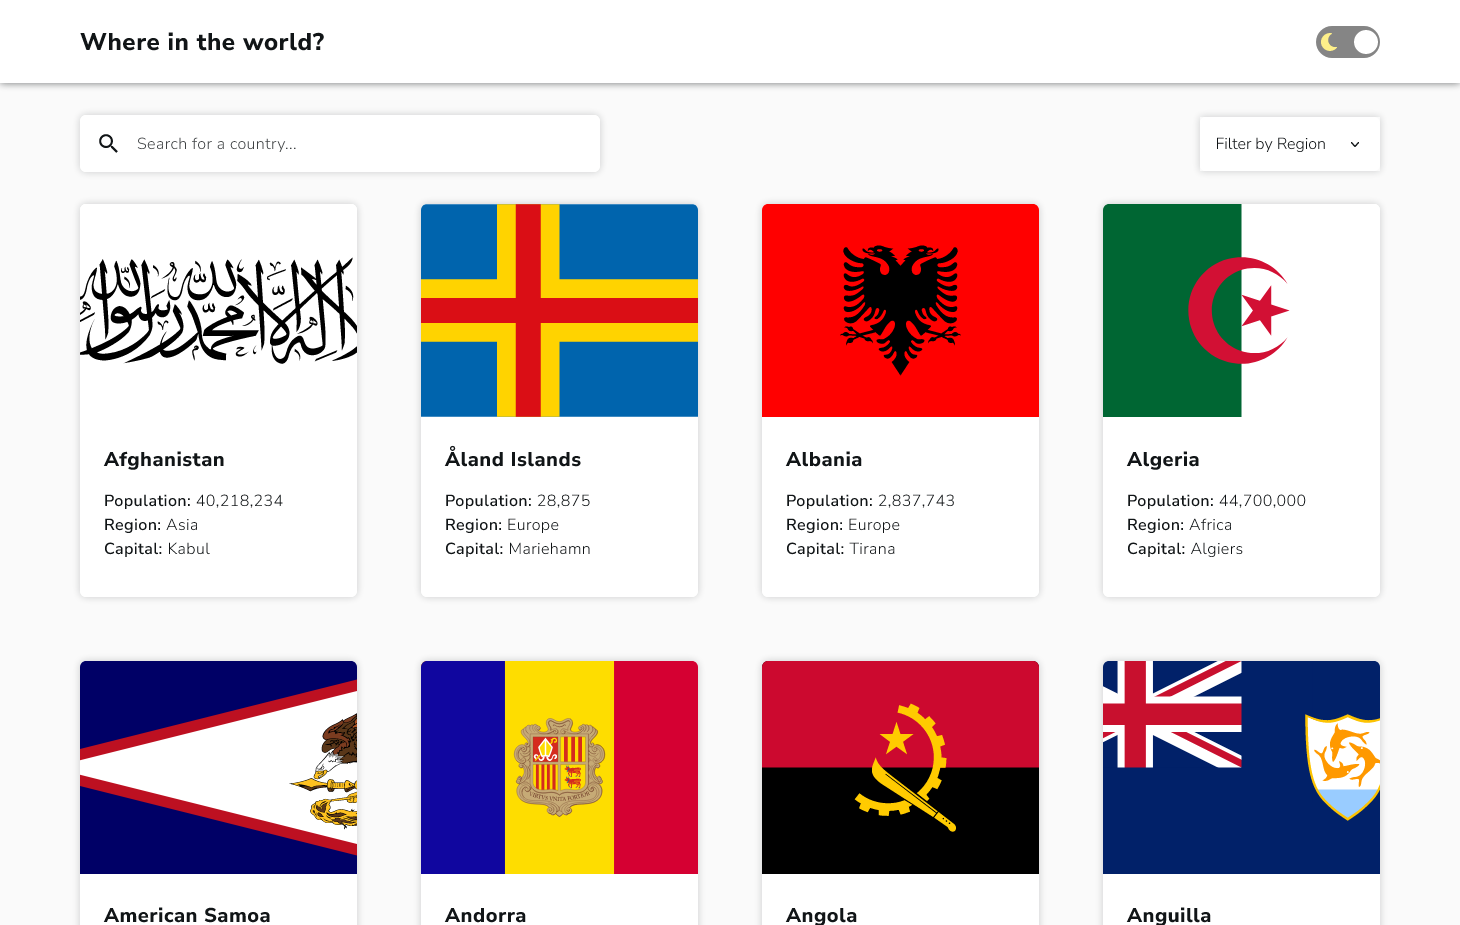 Where in the world?
Search for a country...
Filter by Region
لا إله إلا الله محمد رسول الله
Afghanistan
Population: 40,218,234
Region: Asia
Capital: Kabul
Åland Islands
Population: 28,875
Region: Europe
Capital: Mariehamn
Albania
Population: 2,837,743
Region: Europe
Capital: Tirana
Algeria
Population: 44,700,000
Region: Africa
Capital: Algiers
VIRTUS UNITA FORTIOR
American Samoa
Andorra
Angola
Anguilla